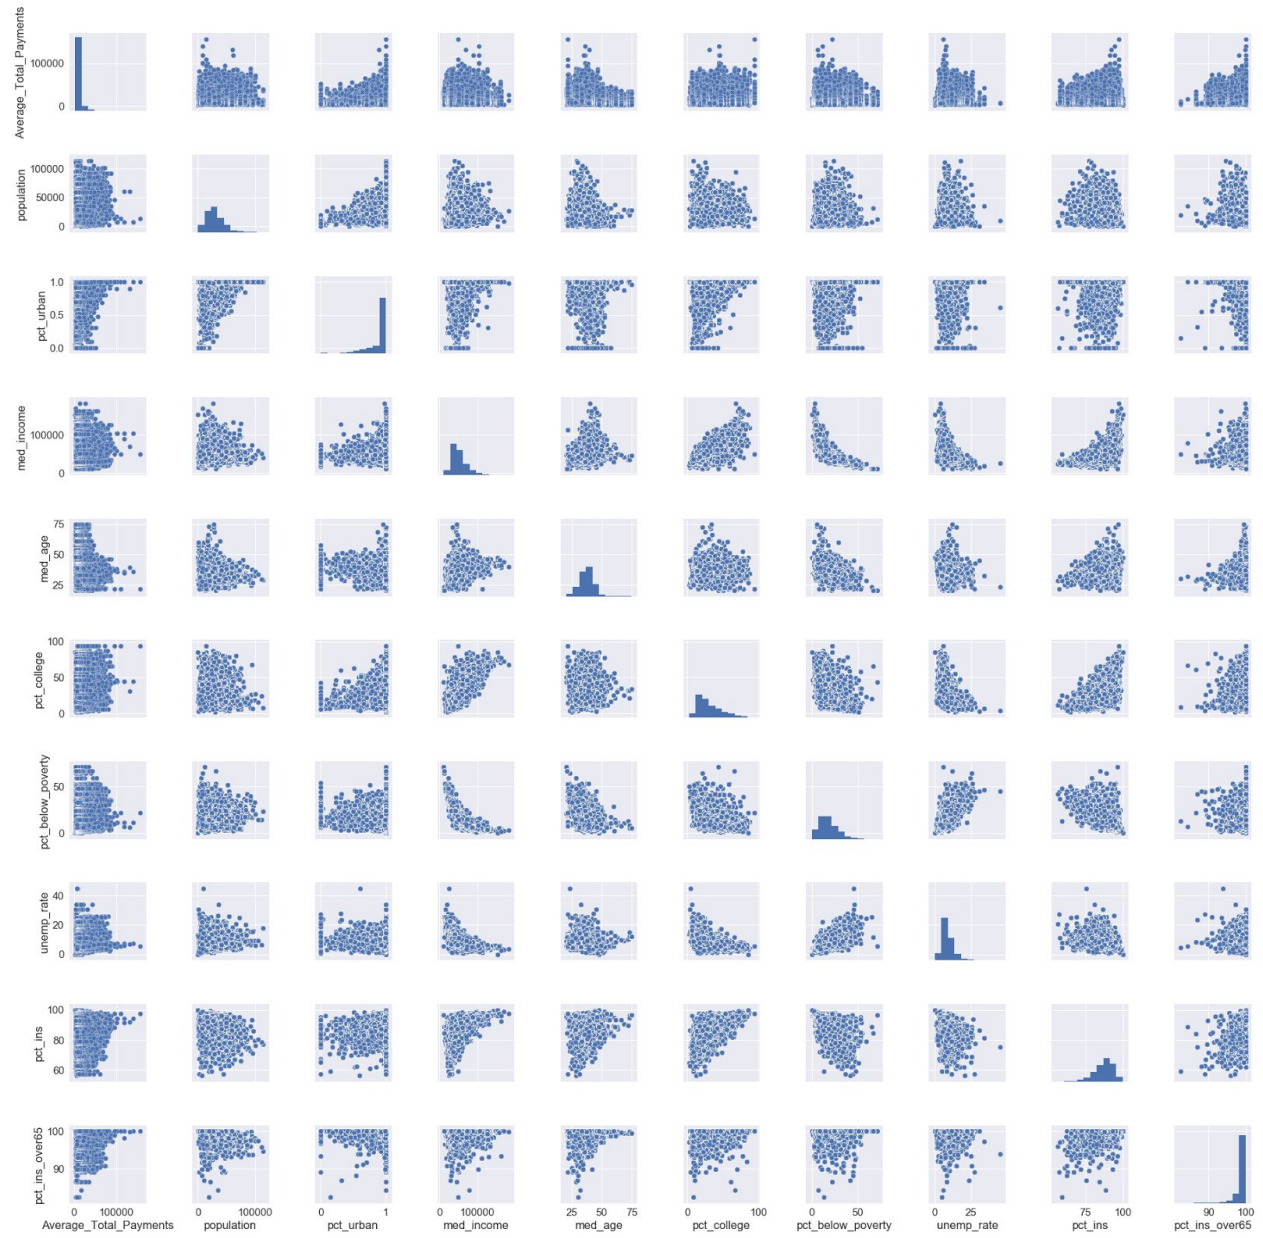 Average_Total_Payments
100000
0
population
100000
50000
0
pct_urban
1.0
0.5
0.0
med_income
100000
0
med_age
75
50
25
pct_college
100
50
0
pct_below_poverty
50
0
unemp_rate
40
20
0
pct_ins
100
80
60
pct_ins_over65
100
90
0 100000 0 100000 0 1 0 100000 25 50 75 0 100 0 50 0 25 75 100 90 100
Average_Total_Payments population pct_urban med_income med_age pct_college pct_below_poverty unemp_rate pct_ins pct_ins_over65